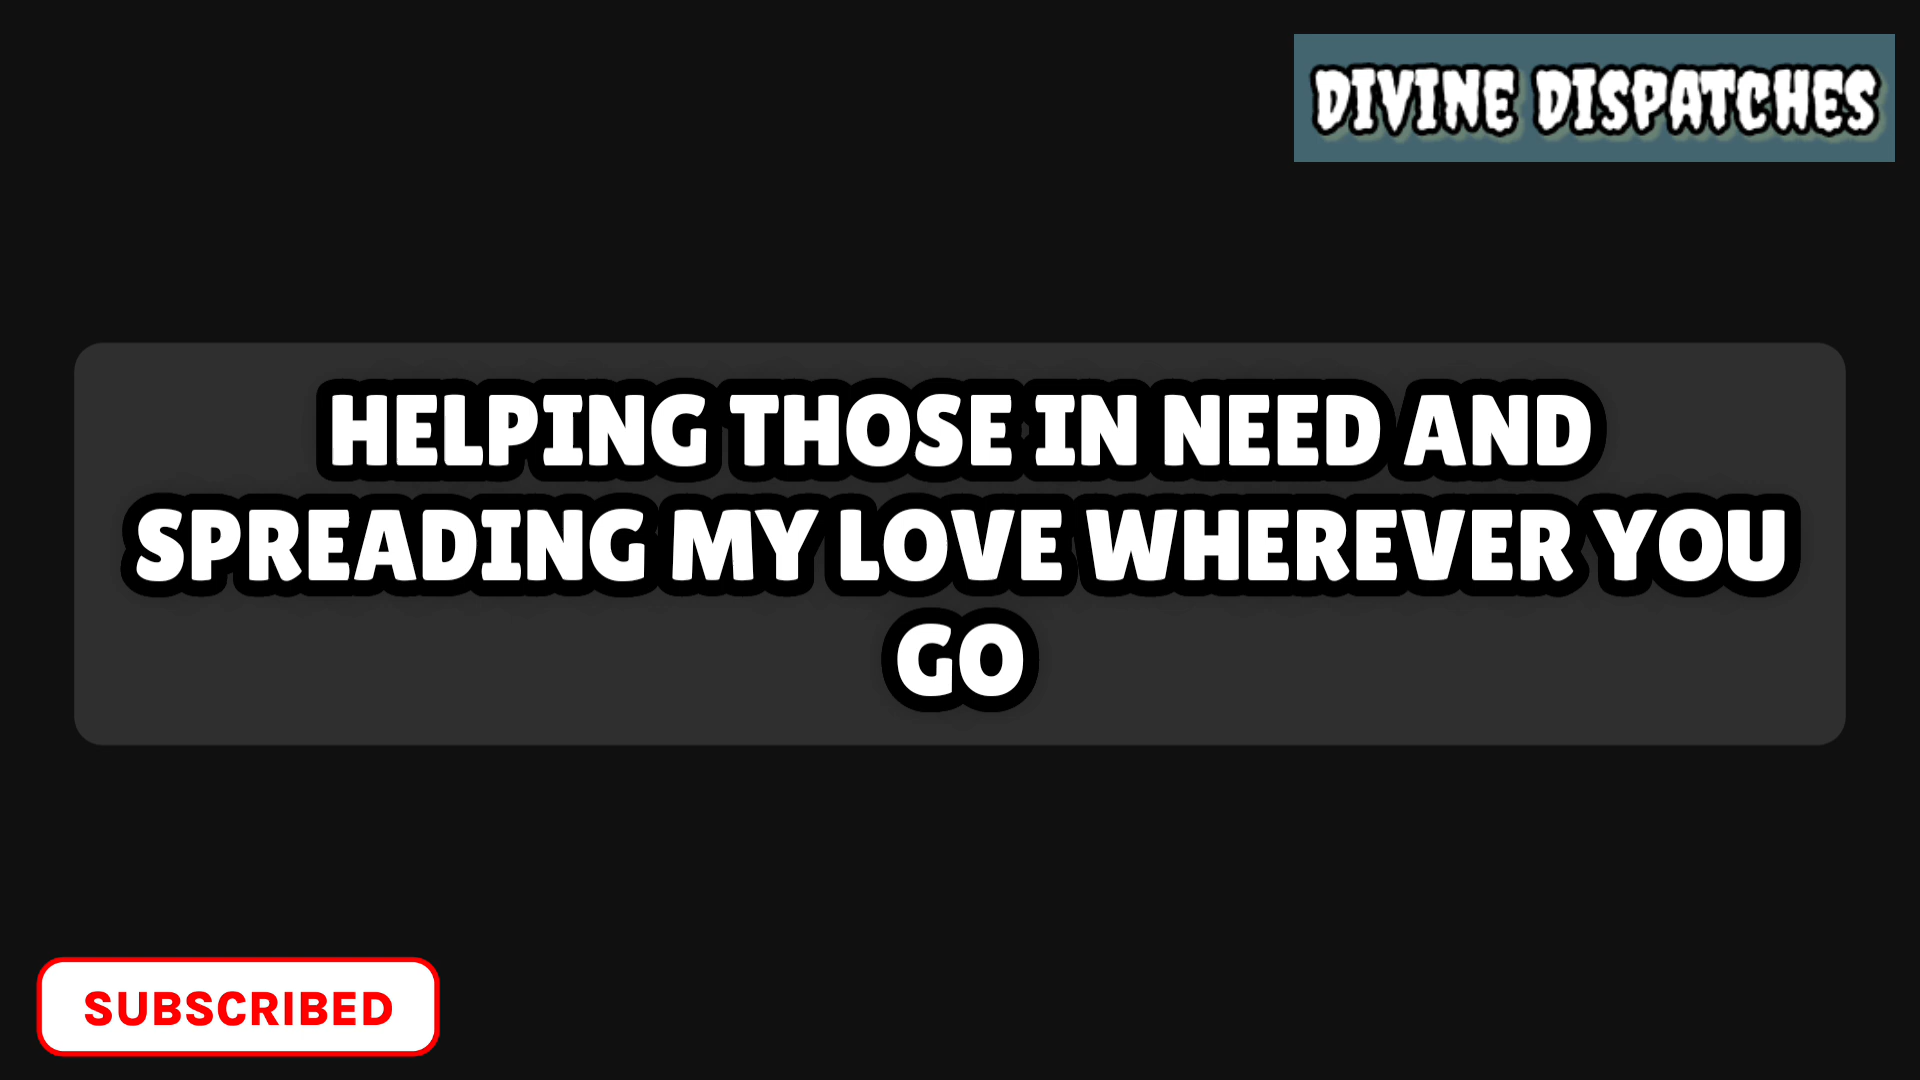 DIVINE DISPATCHES
HELPING THOSE IN NEED AND
SPREADING MY LOVE WHEREVER YOU
GO
SUBSCRIBED